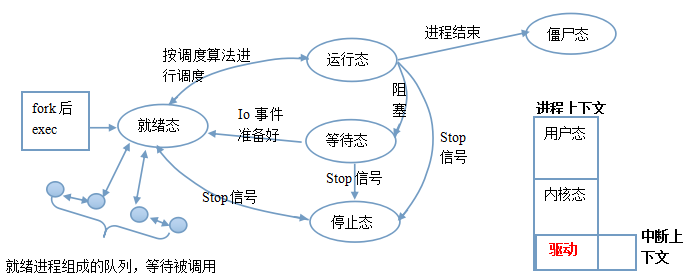 按调度算法进
行调度
运行态
进程结束
僵尸态
阻
塞
fork 后
exec
就绪态
Io 事件
准备好
等待态
Stop
信号
Stop 信号
Stop 信号
停止态
进程上下文
用户态
内核态
驱动
中断上
下文
就绪进程组成的队列，等待被调用